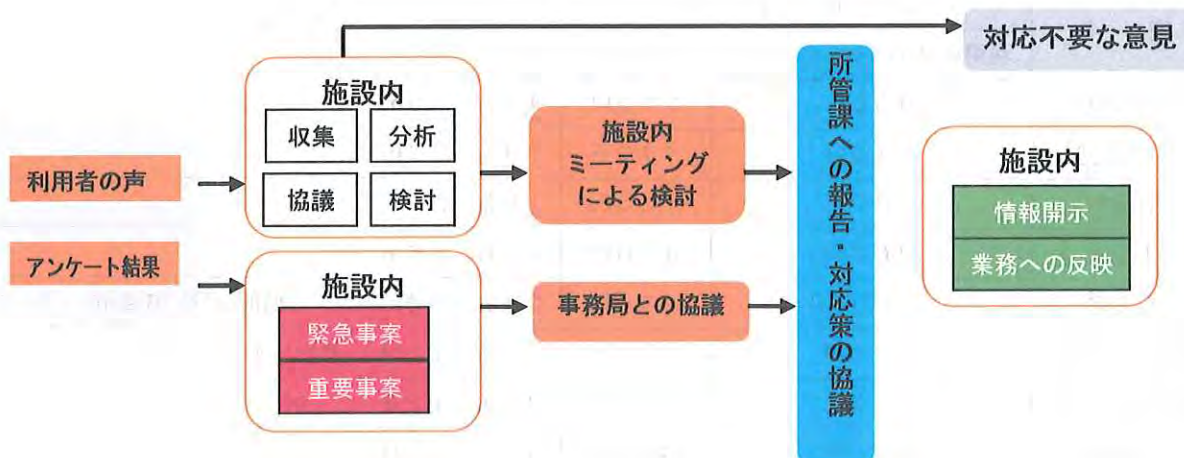 対応不要な意見
施設内
収集
分析
協議
検討
利用者の声
アンケート結果
施設内
緊急事案
重要事案
施設内
ミーティング
による検討
事務局との協議
所管課への報告・対応策の協議
施設内
情報開示
業務への反映